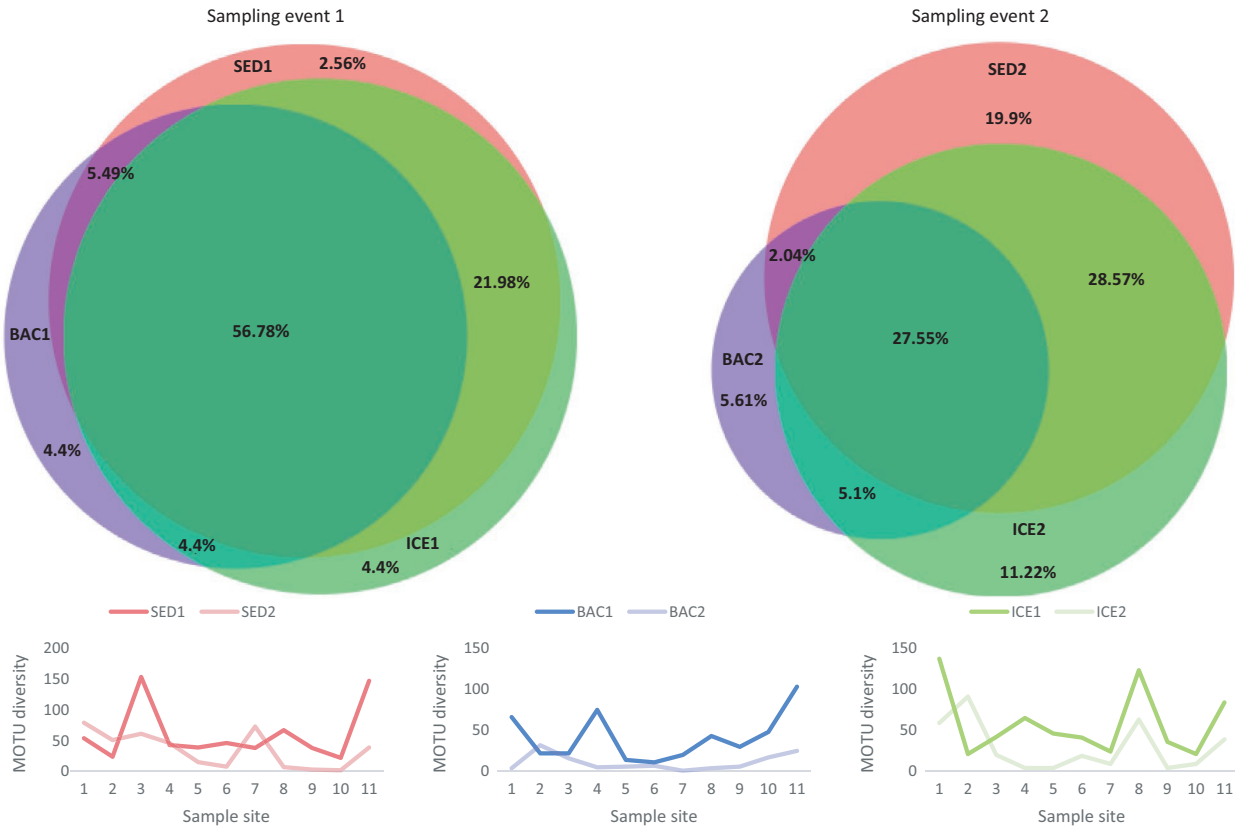 Sampling event 1
Sampling event 2
SED1
2.56%
5.49%
21.98%
BAC1
56.78%
4.4%
4.4%
ICE1
4.4%
SED2
19.9%
2.04%
28.57%
BAC2
27.55%
5.61%
5.1%
ICE2
11.22%
SED1 SED2
MOTU diversity
200
150
100
50
0
1 2 3 4 5 6 7 8 9 10 11
Sample site
BAC1 BAC2
MOTU diversity
150
100
50
0
1 2 3 4 5 6 7 8 9 10 11
Sample site
ICE1 ICE2
MOTU diversity
150
100
50
0
1 2 3 4 5 6 7 8 9 10 11
Sample site